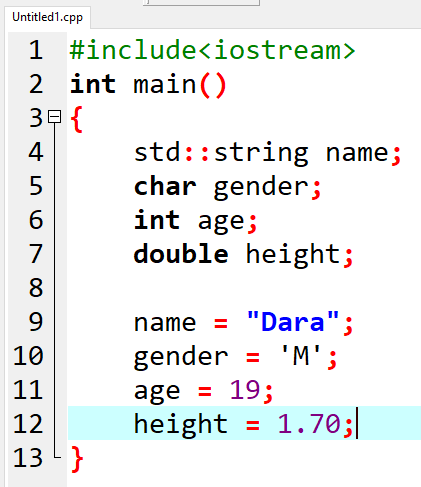 Untitled1.cpp
1 #include<iostream>
2 int main()
3 {
4 std::string name;
5 char gender;
6 int age;
7 double height;
8
9 name = "Dara";
10 gender = 'M';
11 age = 19;
12 height = 1.70;
13 }